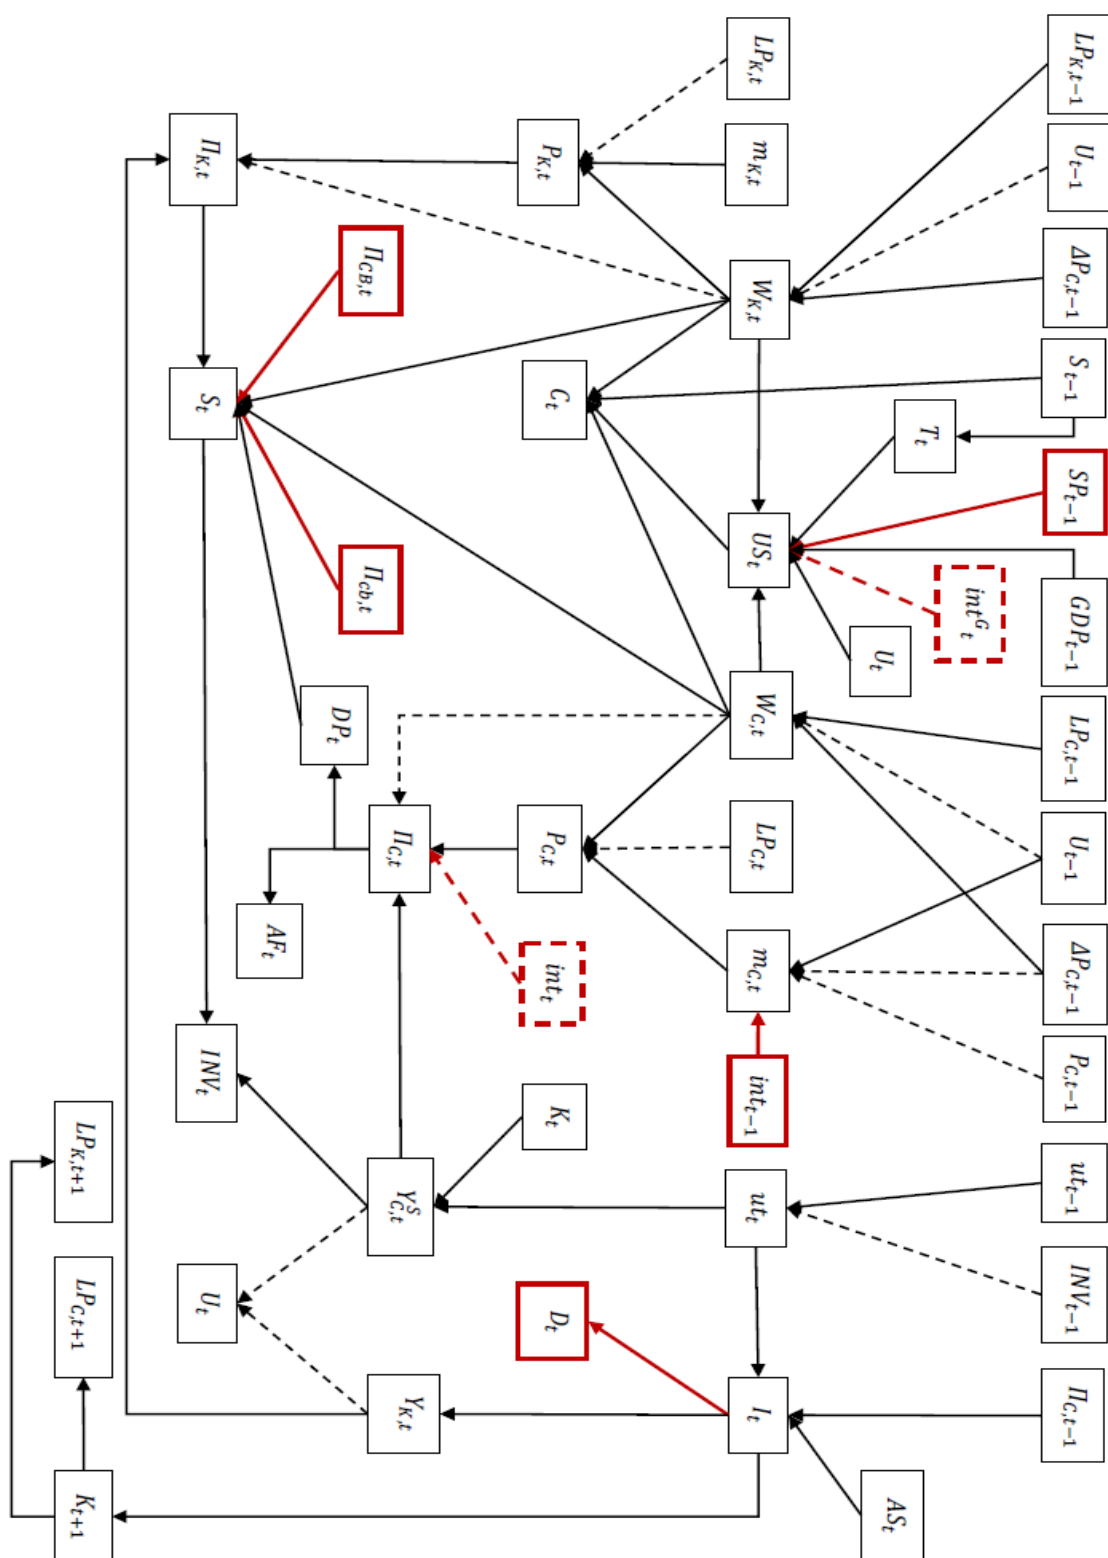 LP_{K,t−1}
U_{t−1}
ΔP_{C,t−1}
S_{t−1}
SP_{t−1}
GDP_{t−1}
LP_{C,t−1}
U_{t−1}
ΔP_{C,t−1}
P_{C,t−1}
ut_{t−1}
INV_{t−1}
Π_{C,t−1}
T_t
int^G_t
U_t
AS_t
LP_{K,t}
m_{K,t}
W_{K,t}
US_t
W_{C,t}
LP_{C,t}
m_{C,t}
int_{t−1}
ut_t
I_t
P_{K,t}
C_t
P_{C,t}
int_t
K_t
D_t
Π_{CB,t}
Π_{cb,t}
Π_{C,t}
Y^S_{C,t}
Y_{K,t}
DP_t
AF_t
Π_{K,t}
S_t
INV_t
U_t
LP_{K,t+1}
LP_{C,t+1}
K_{t+1}